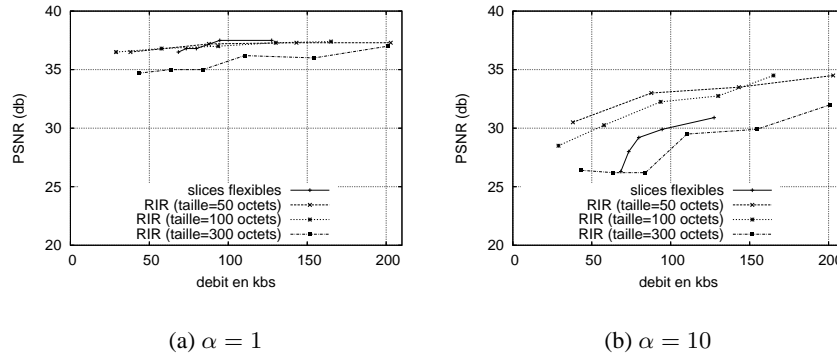 PSNR (db)
40
35
30
25
20
0
50
100
150
200
debit en kbs
slices flexibles
RIR (taille=50 octets)
RIR (taille=100 octets)
RIR (taille=300 octets)
(a) α = 1
PSNR (db)
40
35
30
25
20
0
50
100
150
200
debit en kbs
slices flexibles
RIR (taille=50 octets)
RIR (taille=100 octets)
RIR (taille=300 octets)
(b) α = 10